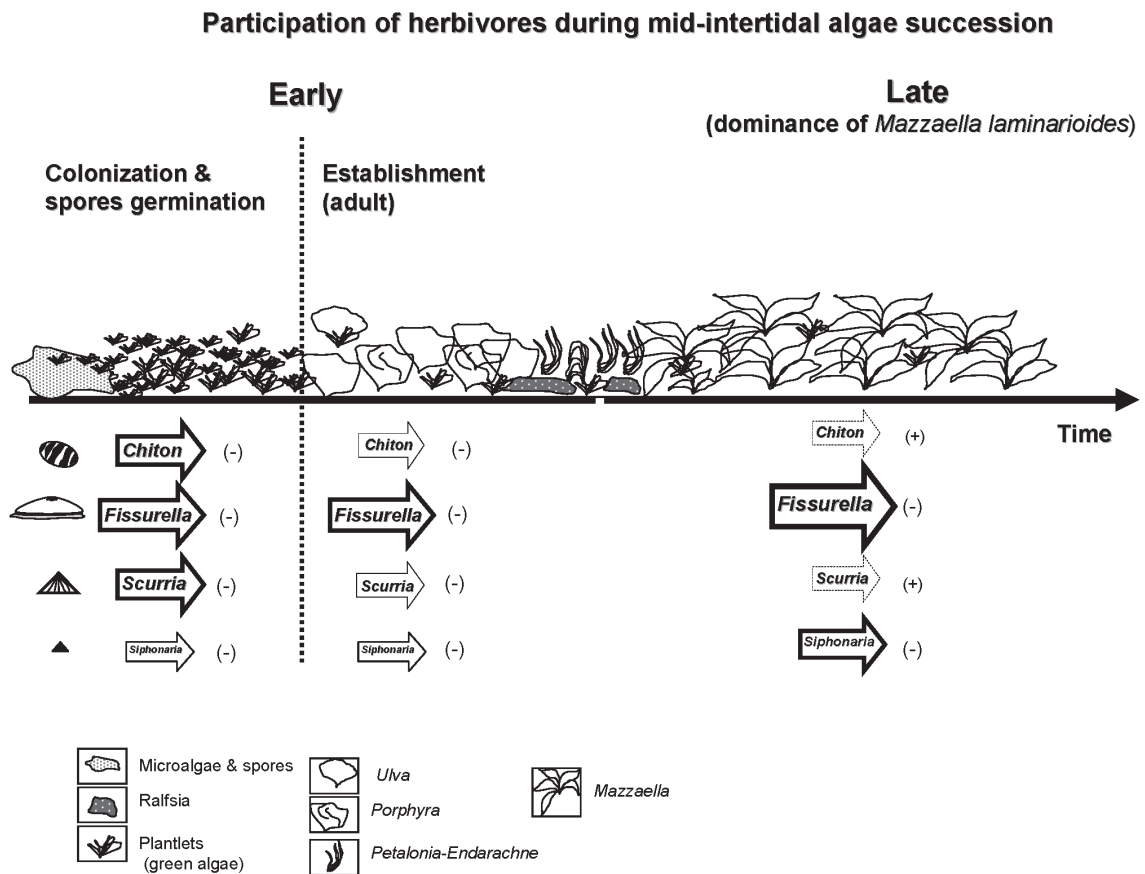 Participation of herbivores during mid-intertidal algae succession
Early
Late
(dominance of Mazzaella laminarioides)
Colonization &
spores germination
Establishment
(adult)
Time
Chiton (-)
Chiton (-)
Chiton (+)
Fissurella (-)
Fissurella (-)
Fissurella (-)
Scurria (-)
Scurria (-)
Scurria (+)
Siphonaria (-)
Siphonaria (-)
Siphonaria (-)
Microalgae & spores
Ralfsia
Plantlets
(green algae)
Ulva
Porphyra
Petalonia-Endarachne
Mazzaella